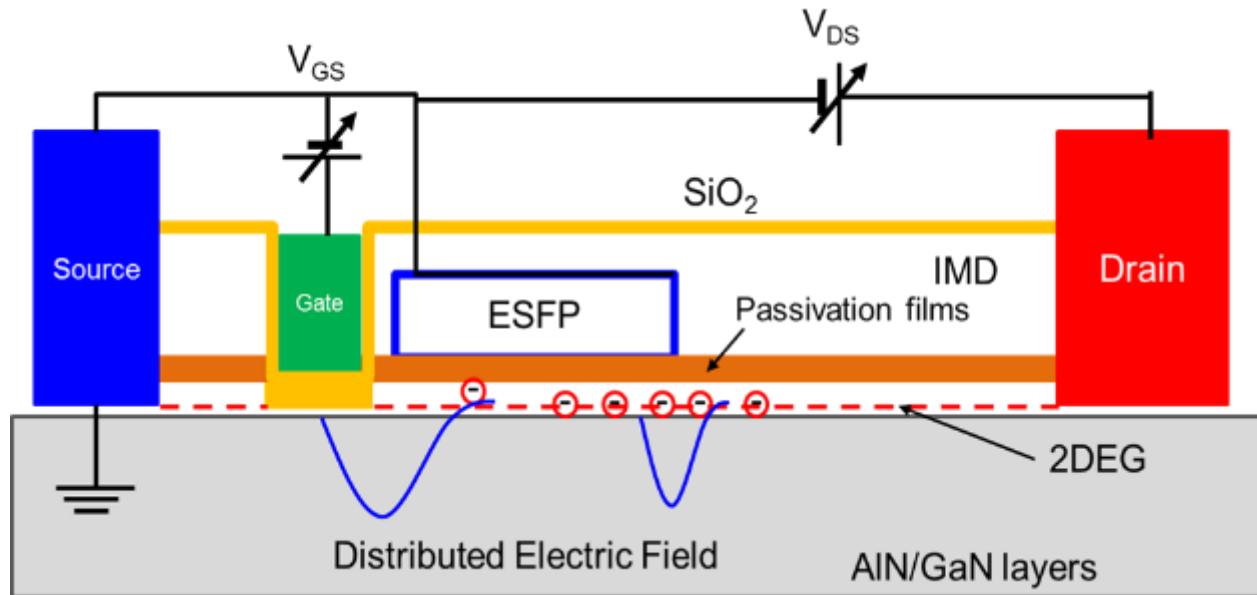 V_DS
V_GS
SiO₂
Source
Gate
ESFP
IMD
Drain
Passivation films
2DEG
Distributed Electric Field
AlN/GaN layers